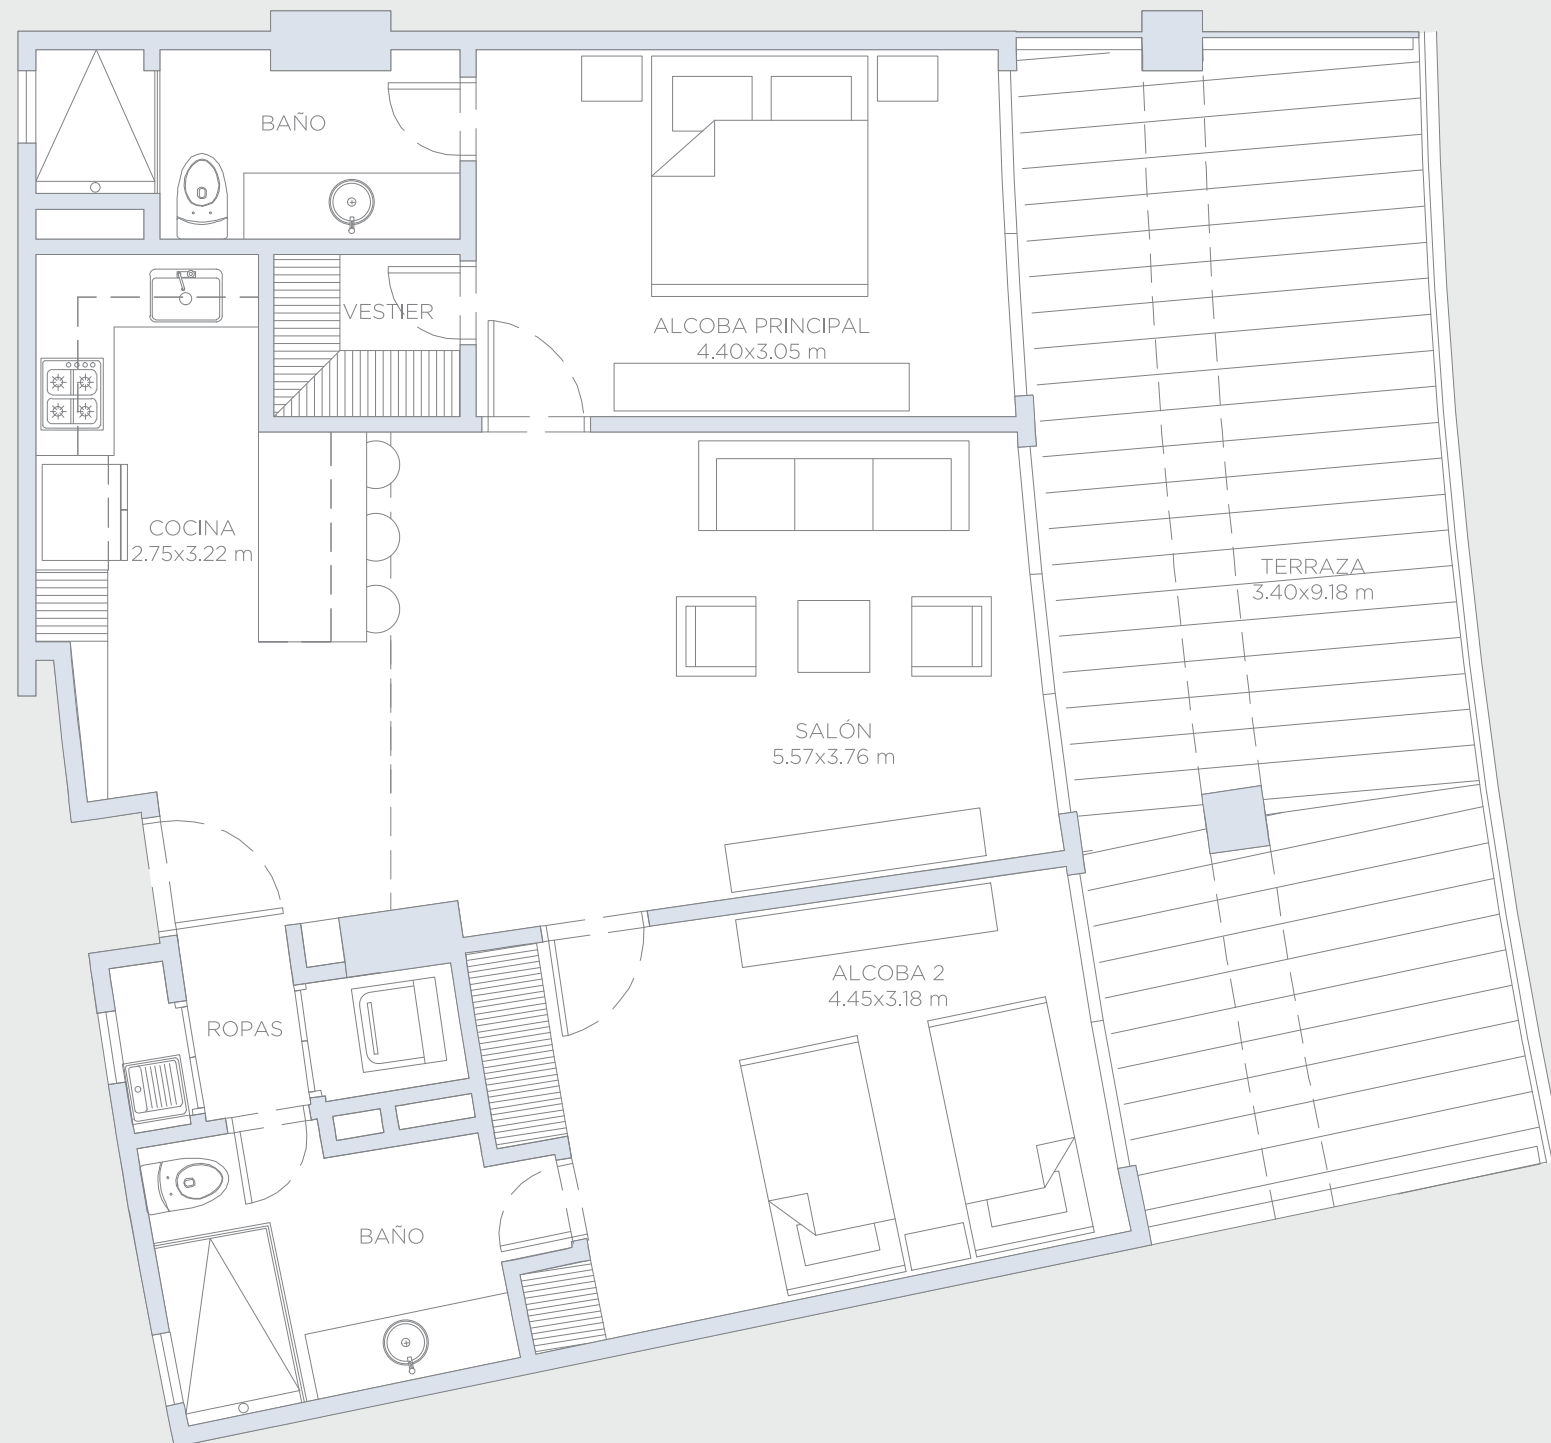 BAÑO
VESTIER
ALCOBA PRINCIPAL
4.40x3.05 m
COCINA
2.75x3.22 m
TERRAZA
3.40x9.18 m
SALÓN
5.57x3.76 m
ALCOBA 2
4.45x3.18 m
ROPAS
BAÑO